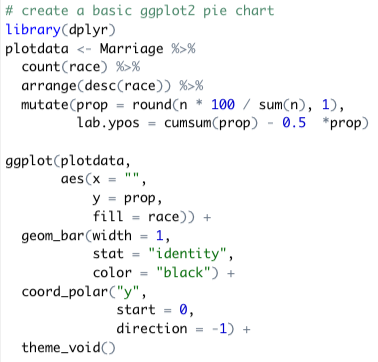 # create a basic ggplot2 pie chart
library(dplyr)
plotdata <- Marriage %>%
  count(race) %>%
  arrange(desc(race)) %>%
  mutate(prop = round(n * 100 / sum(n), 1),
         lab.ypos = cumsum(prop) - 0.5  *prop)

ggplot(plotdata,
       aes(x = "",
           y = prop,
           fill = race)) +
  geom_bar(width = 1,
           stat = "identity",
           color = "black") +
  coord_polar("y",
              start = 0,
              direction = -1) +
  theme_void()